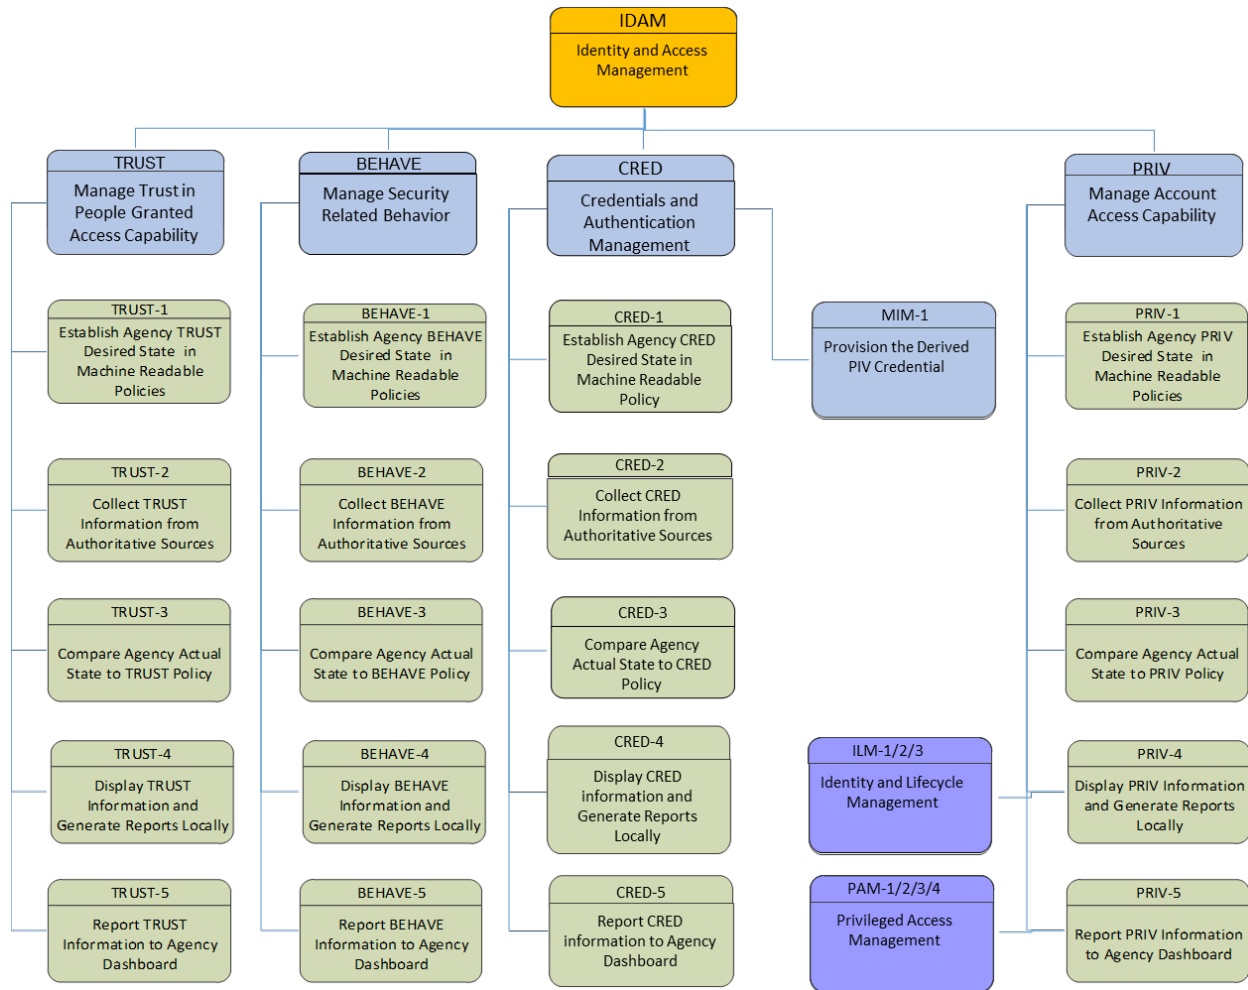 IDAM
Identity and Access
Management
TRUST
Manage Trust in
People Granted
Access Capability
BEHAVE
Manage Security
Related Behavior
CRED
Credentials and
Authentication
Management
PRIV
Manage Account
Access Capability
TRUST-1
Establish Agency TRUST
Desired State in
Machine Readable
Policies
BEHAVE-1
Establish Agency BEHAVE
Desired State in
Machine Readable
Policies
CRED-1
Establish Agency CRED
Desired State in
Machine Readable
Policy
MIM-1
Provision the Derived
PIV Credential
PRIV-1
Establish Agency PRIV
Desired State in
Machine Readable
Policies
TRUST-2
Collect TRUST
Information from
Authoritative Sources
BEHAVE-2
Collect BEHAVE
Information from
Authoritative Sources
CRED-2
Collect CRED
Information from
Authoritative Sources
PRIV-2
Collect PRIV Information
from Authoritative
Sources
TRUST-3
Compare Agency Actual
State to TRUST Policy
BEHAVE-3
Compare Agency Actual
State to BEHAVE Policy
CRED-3
Compare Agency
Actual State to CRED
Policy
PRIV-3
Compare Agency Actual
State to PRIV Policy
TRUST-4
Display TRUST
Information and
Generate Reports Locally
BEHAVE-4
Display BEHAVE
Information and
Generate Reports Locally
CRED-4
Display CRED
information and
Generate Reports
Locally
ILM-1/2/3
Identity and Lifecycle
Management
PRIV-4
Display PRIV Information
and Generate Reports
Locally
TRUST-5
Report TRUST
Information to Agency
Dashboard
BEHAVE-5
Report BEHAVE
Information to Agency
Dashboard
CRED-5
Report CRED
information to Agency
Dashboard
PAM-1/2/3/4
Privileged Access
Management
PRIV-5
Report PRIV Information
to Agency Dashboard